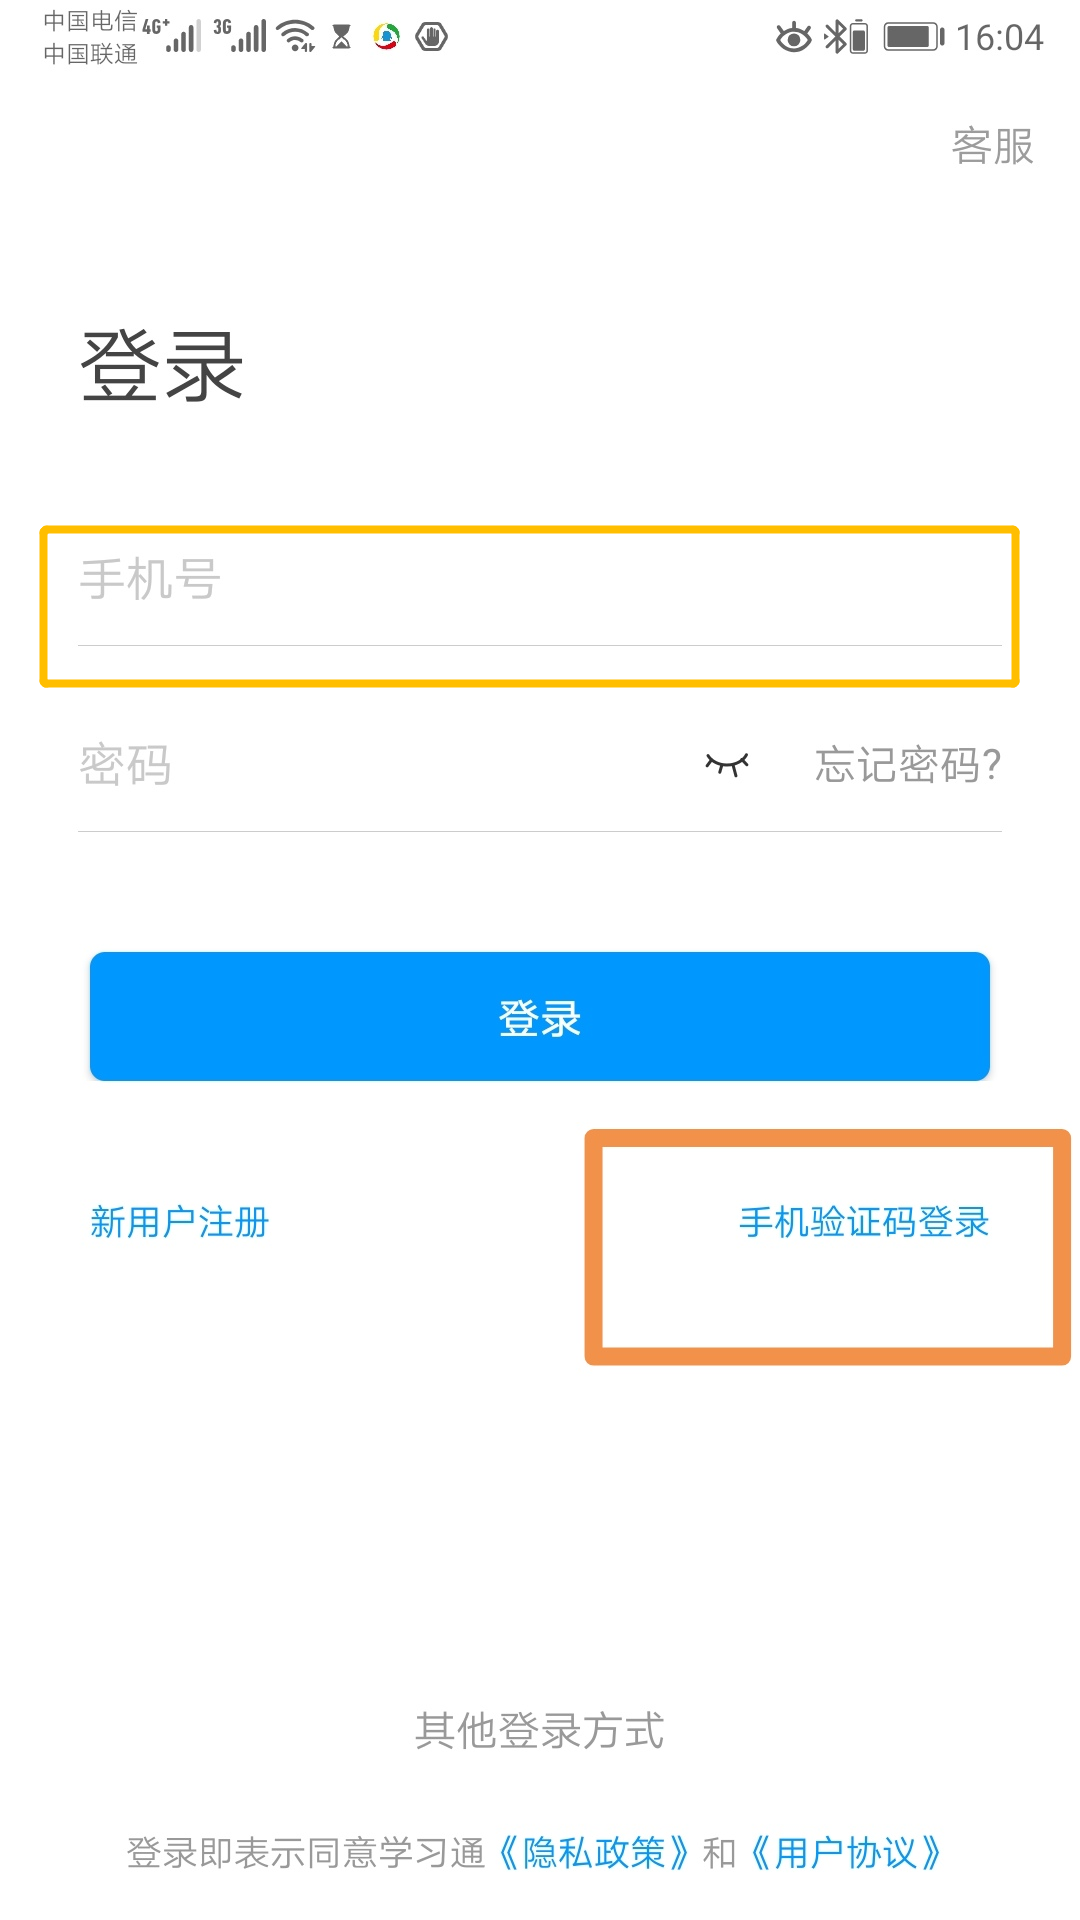 中国电信 4G+ 3G 16:04
中国联通
客服
登录
手机号
密码 忘记密码?
登录
新用户注册 手机验证码登录
其他登录方式
登录即表示同意学习通《隐私政策》和《用户协议》